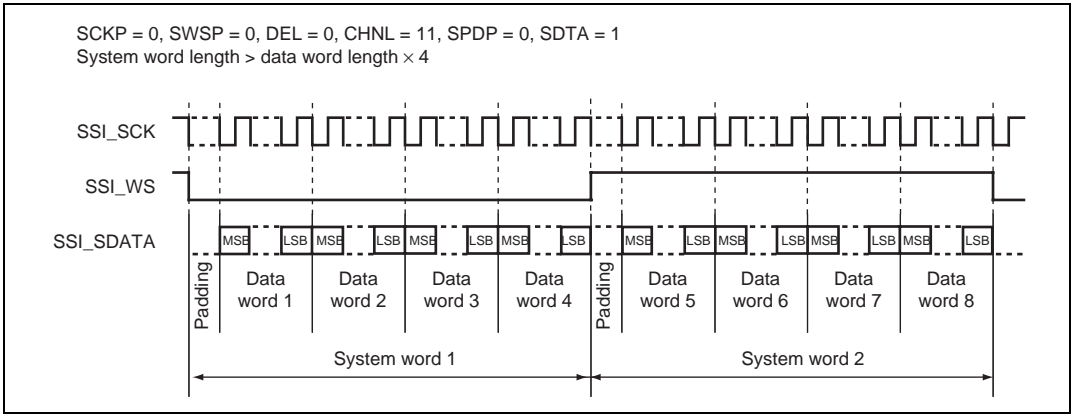 SCKP = 0, SWSP = 0, DEL = 0, CHNL = 11, SPDP = 0, SDTA = 1
System word length > data word length × 4
SSI_SCK
SSI_WS
SSI_SDATA
MSB LSB MSB LSB MSB LSB MSB LSB MSB LSB MSB LSB MSB LSB MSB LSB
Padding
Data word 1
Data word 2
Data word 3
Data word 4
Padding
Data word 5
Data word 6
Data word 7
Data word 8
System word 1
System word 2